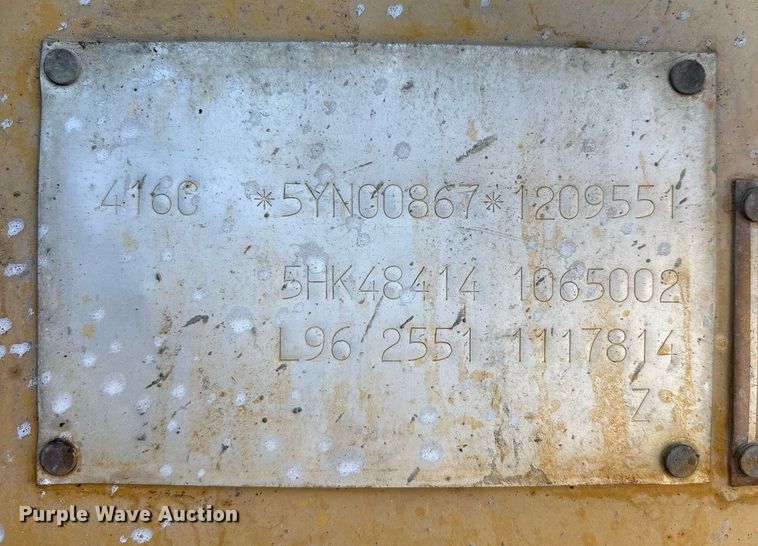 416C *5YN00867*1209551
5HK48414 1065002
L96 2551 1117814
Z
Purple Wave Auction